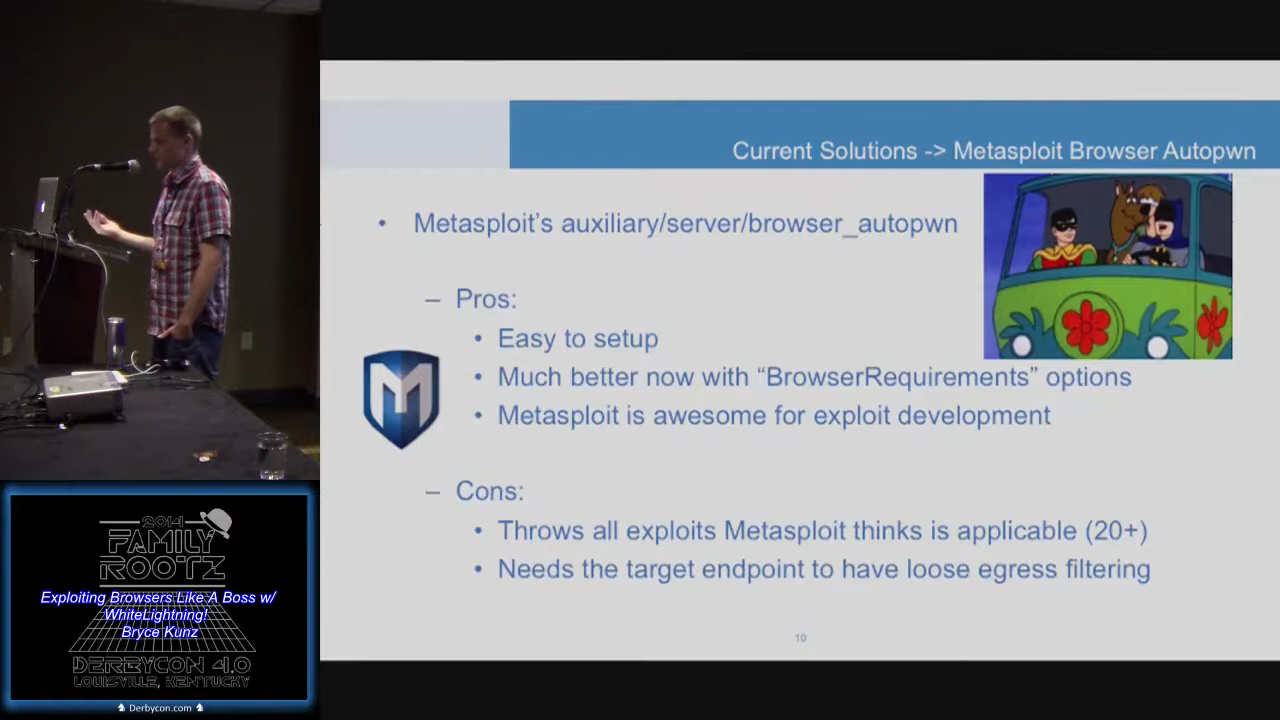 Current Solutions -> Metasploit Browser Autopwn
• Metasploit's auxiliary/server/browser_autopwn
– Pros:
• Easy to setup
• Much better now with “BrowserRequirements” options
• Metasploit is awesome for exploit development
M
– Cons:
• Throws all exploits Metasploit thinks is applicable (20+)
• Needs the target endpoint to have loose egress filtering
10
2014
FAMILY
ROOTZ
Exploiting Browsers Like A Boss w/
WhiteLightning!
Bryce Kunz
DERBYCON 4.0
LOUISVILLE, KENTUCKY
Derbycon.com